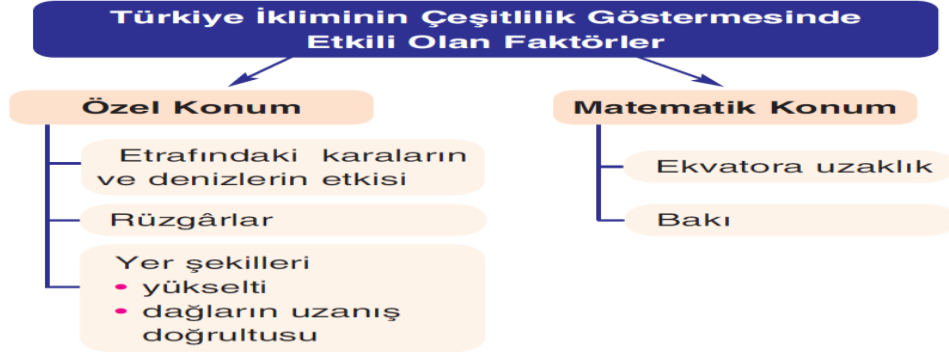 Türkiye İkliminin Çeşitlilik Göstermesinde
Etkili Olan Faktörler
Özel Konum
Etrafındaki karaların
ve denizlerin etkisi
Rüzgârlar
Yer şekilleri
• yükselti
• dağların uzanış
doğrultusu
Matematik Konum
Ekvatora uzaklık
Bakı